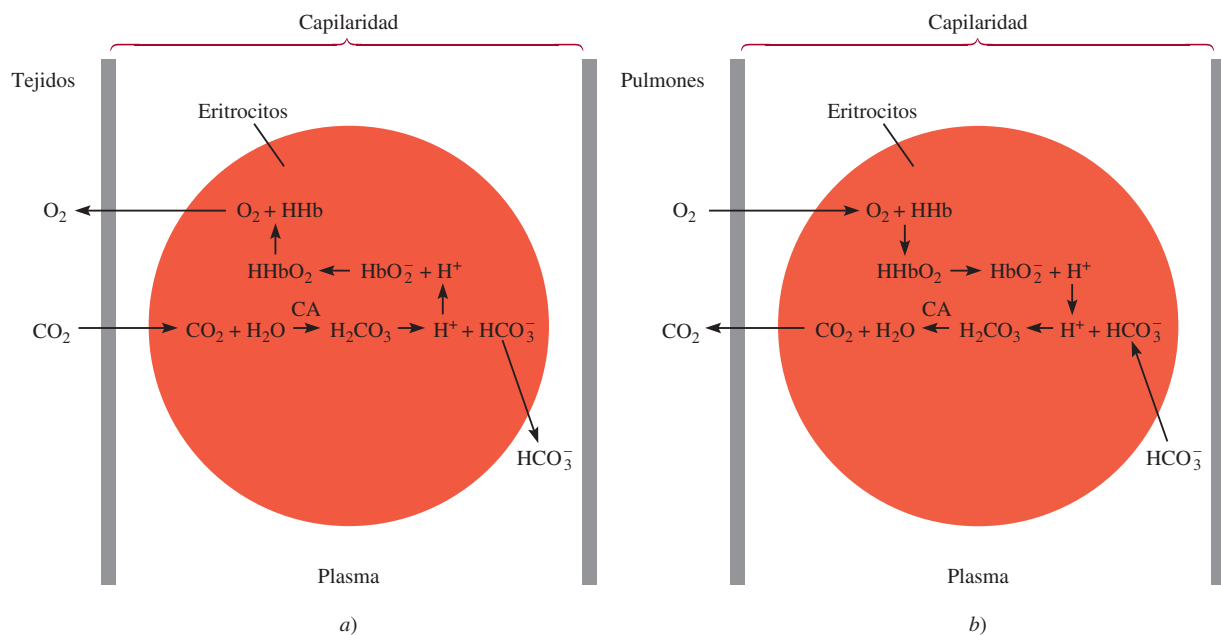 Capilaridad
Tejidos
Eritrocitos
O₂
O₂ + HHb
HHbO₂
HbO₂⁻ + H⁺
CA
CO₂
CO₂ + H₂O
H₂CO₃
H⁺ + HCO₃⁻
HCO₃⁻
Plasma
a)
Capilaridad
Pulmones
Eritrocitos
O₂
O₂ + HHb
HHbO₂
HbO₂⁻ + H⁺
CA
CO₂
CO₂ + H₂O
H₂CO₃
H⁺ + HCO₃⁻
HCO₃⁻
Plasma
b)